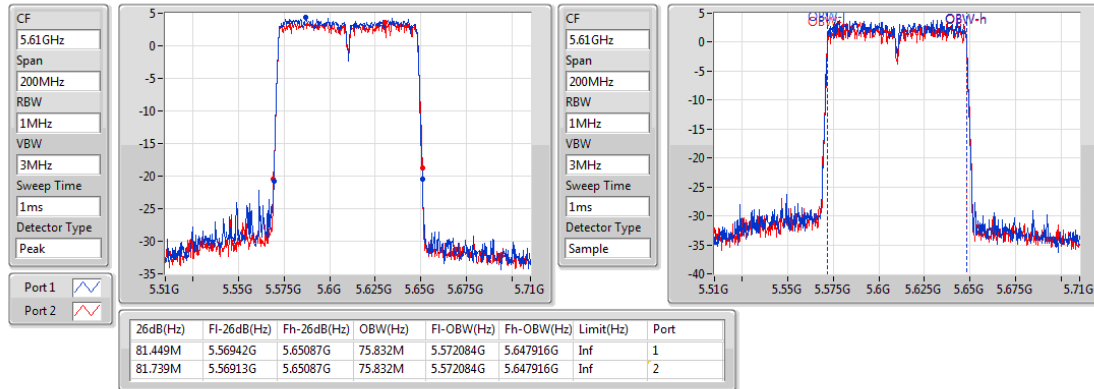 CF
5.61GHz
Span
200MHz
RBW
1MHz
VBW
3MHz
Sweep Time
1ms
Detector Type
Peak
Port 1
Port 2
5
0
-5
-10
-15
-20
-25
-30
-35
5.51G 5.55G 5.575G 5.6G 5.625G 5.65G 5.675G 5.71G
CF
5.61GHz
Span
200MHz
RBW
1MHz
VBW
3MHz
Sweep Time
1ms
Detector Type
Sample
OBW-l OBW-h
5
0
-5
-10
-15
-20
-25
-30
-35
-40
5.51G 5.55G 5.575G 5.6G 5.625G 5.65G 5.675G 5.71G
26dB(Hz) Fl-26dB(Hz) Fh-26dB(Hz) OBW(Hz) Fl-OBW(Hz) Fh-OBW(Hz) Limit(Hz) Port
81.449M 5.56942G 5.65087G 75.832M 5.572084G 5.647916G Inf 1
81.739M 5.56913G 5.65087G 75.832M 5.572084G 5.647916G Inf 2